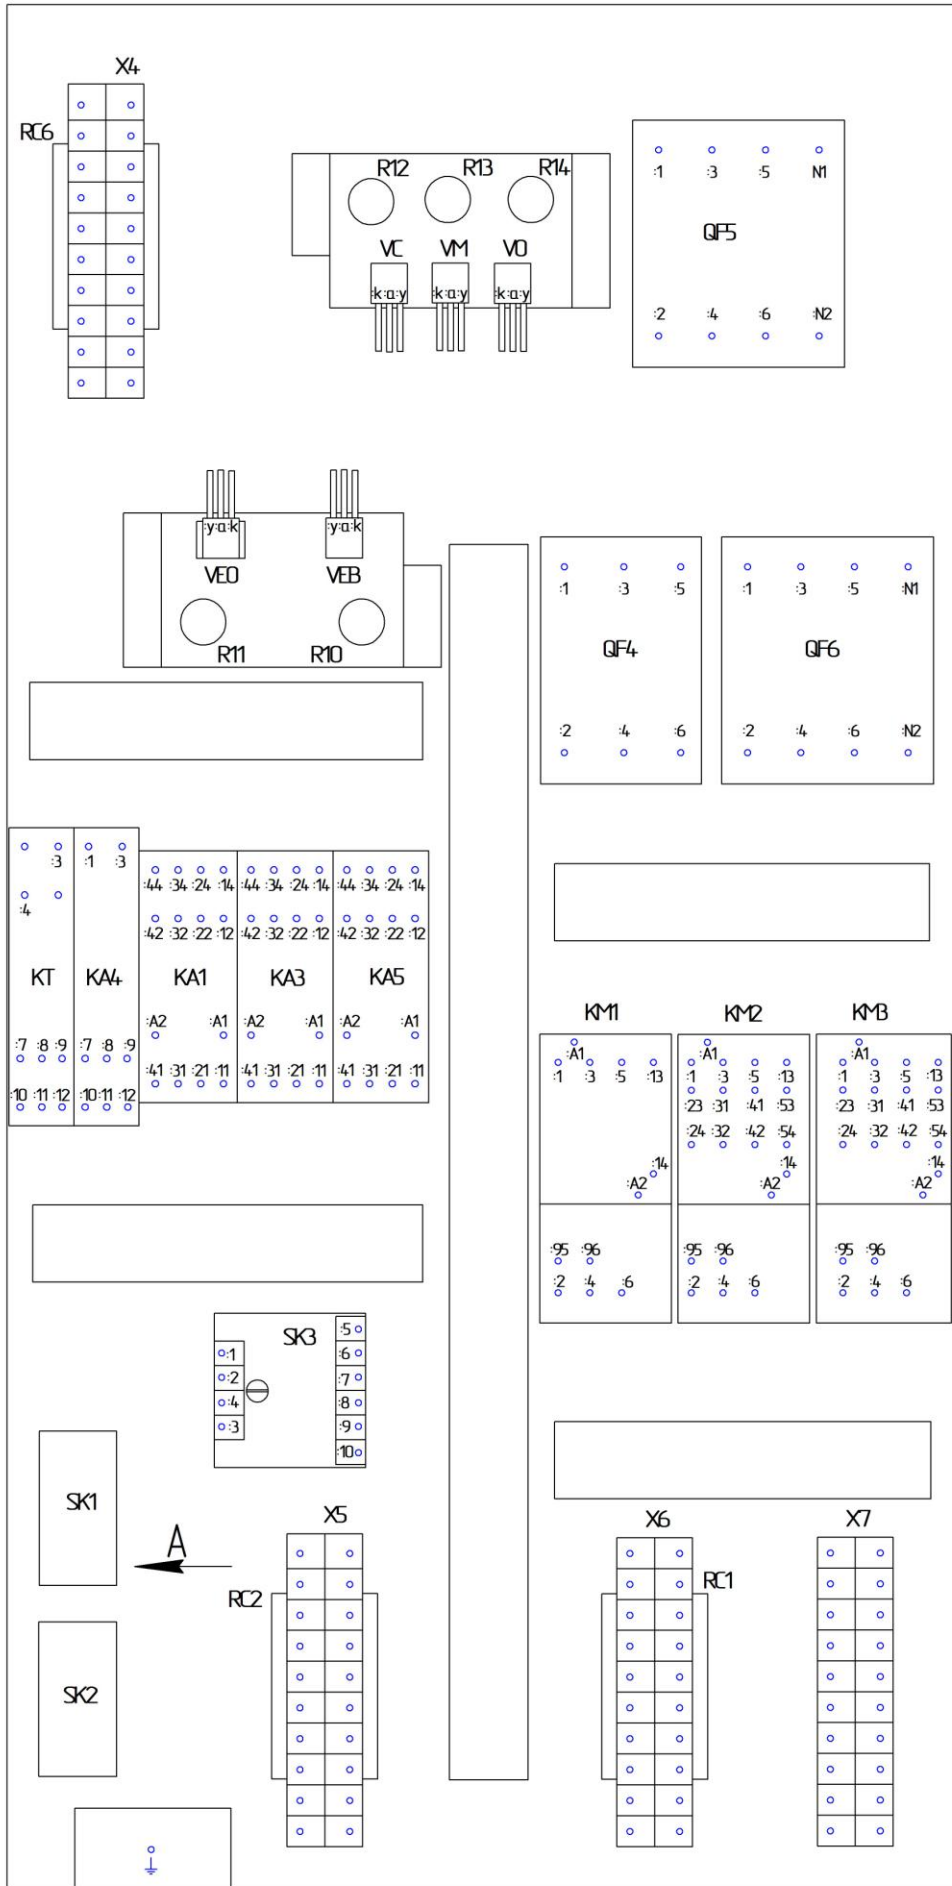 X4
RC6
R12 R13 R14
VC VM VO
:k:a:y :k:a:y :k:a:y
:1 :3 :5 N1
QF5
:2 :4 :6 :N2
:y:a:k :y:a:k
VEO VEB
R11 R10
:1 :3 :5
QF4
:2 :4 :6
:1 :3 :5 :N1
QF6
:2 :4 :6 :N2
:3
:4
KT
:7 :8 :9
:10 :11 :12
:1 :3
KA4
:7 :8 :9
:10 :11 :12
:44 :34 :24 :14
:42 :32 :22 :12
KA1
:A2 :A1
:41 :31 :21 :11
:44 :34 :24 :14
:42 :32 :22 :12
KA3
:A2 :A1
:41 :31 :21 :11
:44 :34 :24 :14
:42 :32 :22 :12
KA5
:A2 :A1
:41 :31 :21 :11
KM1
:A1
:1 :3 :5 :13
:14
:A2
:95 :96
:2 :4 :6
KM2
:A1
:1 :3 :5 :13
:23 :31 :41 :53
:24 :32 :42 :54
:14
:A2
:95 :96
:2 :4 :6
KM3
:A1
:1 :3 :5 :13
:23 :31 :41 :53
:24 :32 :42 :54
:14
:A2
:95 :96
:2 :4 :6
SK3
:1
:2
:4
:3
:5
:6
:7
:8
:9
:10
SK1
A
SK2
X5
RC2
X6
RC1
X7